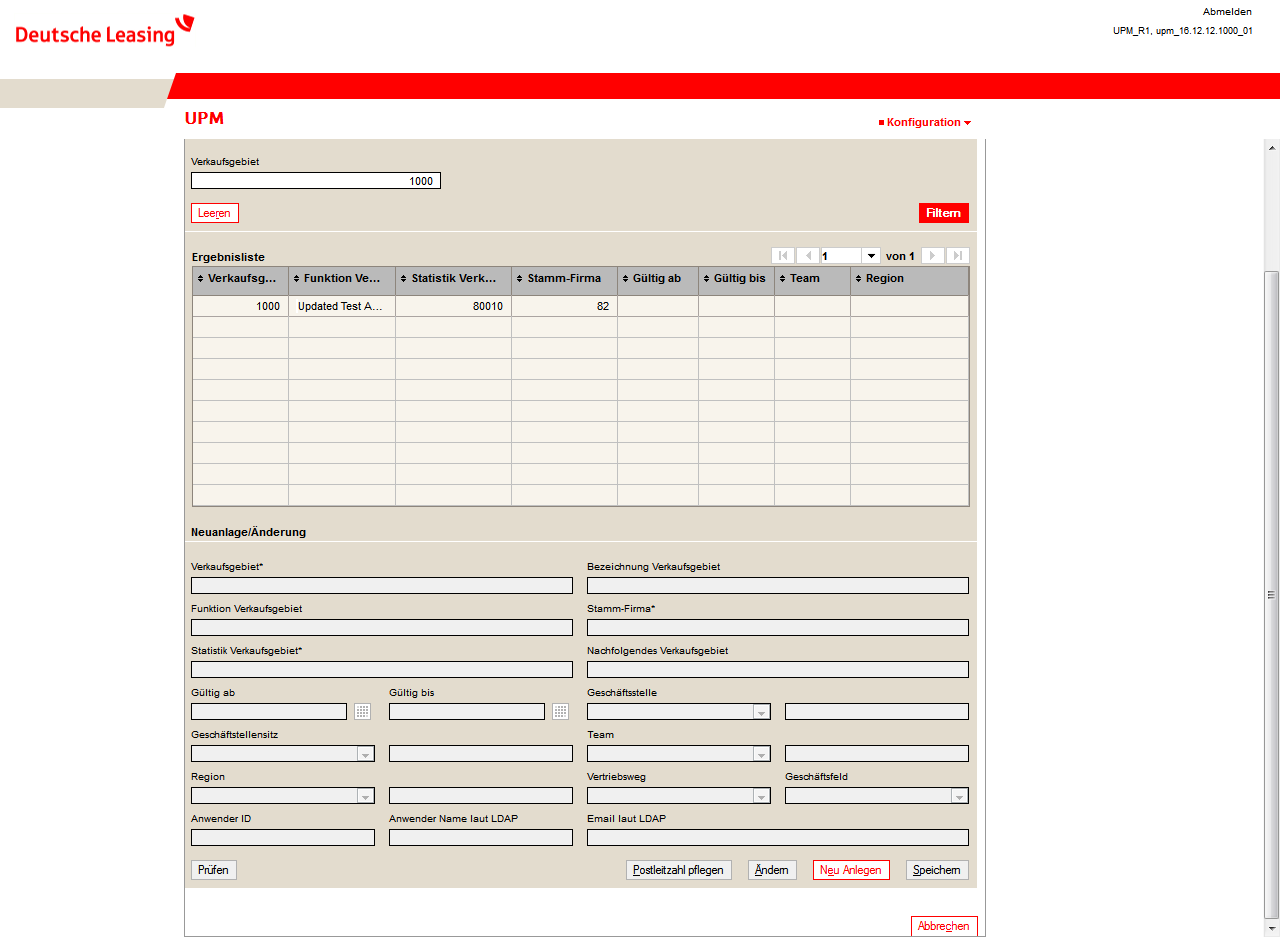 Abmelden
Deutsche Leasing
UPM_R1, upm_16.12.12.1000_01
UPM
Konfiguration
Verkaufsgebiet
1000
Leeren
Filtern
Ergebnisliste
1
von 1
Verkaufsg... Funktion Ve... Statistik Verk... Stamm-Firma Gültig ab Gültig bis Team Region
1000 Updated Test A... 80010 82
Neuanlage/Änderung
Verkaufsgebiet* Bezeichnung Verkaufsgebiet
Funktion Verkaufsgebiet Stamm-Firma*
Statistik Verkaufsgebiet* Nachfolgendes Verkaufsgebiet
Gültig ab Gültig bis Geschäftsstelle
Geschäftstellensitz Team
Region Vertriebsweg Geschäftsfeld
Anwender ID Anwender Name laut LDAP Email laut LDAP
Prüfen Postleitzahl pflegen Ändern Neu Anlegen Speichern
Abbrechen